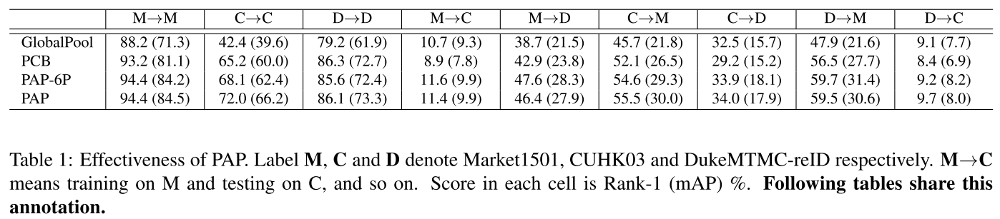 M→M C→C D→D M→C M→D C→M C→D D→M D→C
GlobalPool 88.2 (71.3) 42.4 (39.6) 79.2 (61.9) 10.7 (9.3) 38.7 (21.5) 45.7 (21.8) 32.5 (15.7) 47.9 (21.6) 9.1 (7.7)
PCB 93.2 (81.1) 65.2 (60.0) 86.3 (72.7) 8.9 (7.8) 42.9 (23.8) 52.1 (26.5) 29.2 (15.2) 56.5 (27.7) 8.4 (6.9)
PAP-6P 94.4 (84.2) 68.1 (62.4) 85.6 (72.4) 11.6 (9.9) 47.6 (28.3) 54.6 (29.3) 33.9 (18.1) 59.7 (31.4) 9.2 (8.2)
PAP 94.4 (84.5) 72.0 (66.2) 86.1 (73.3) 11.4 (9.9) 46.4 (27.9) 55.5 (30.0) 34.0 (17.9) 59.5 (30.6) 9.7 (8.0)
Table 1: Effectiveness of PAP. Label M, C and D denote Market1501, CUHK03 and DukeMTMC-reID respectively. M→C
means training on M and testing on C, and so on. Score in each cell is Rank-1 (mAP) %. Following tables share this
annotation.